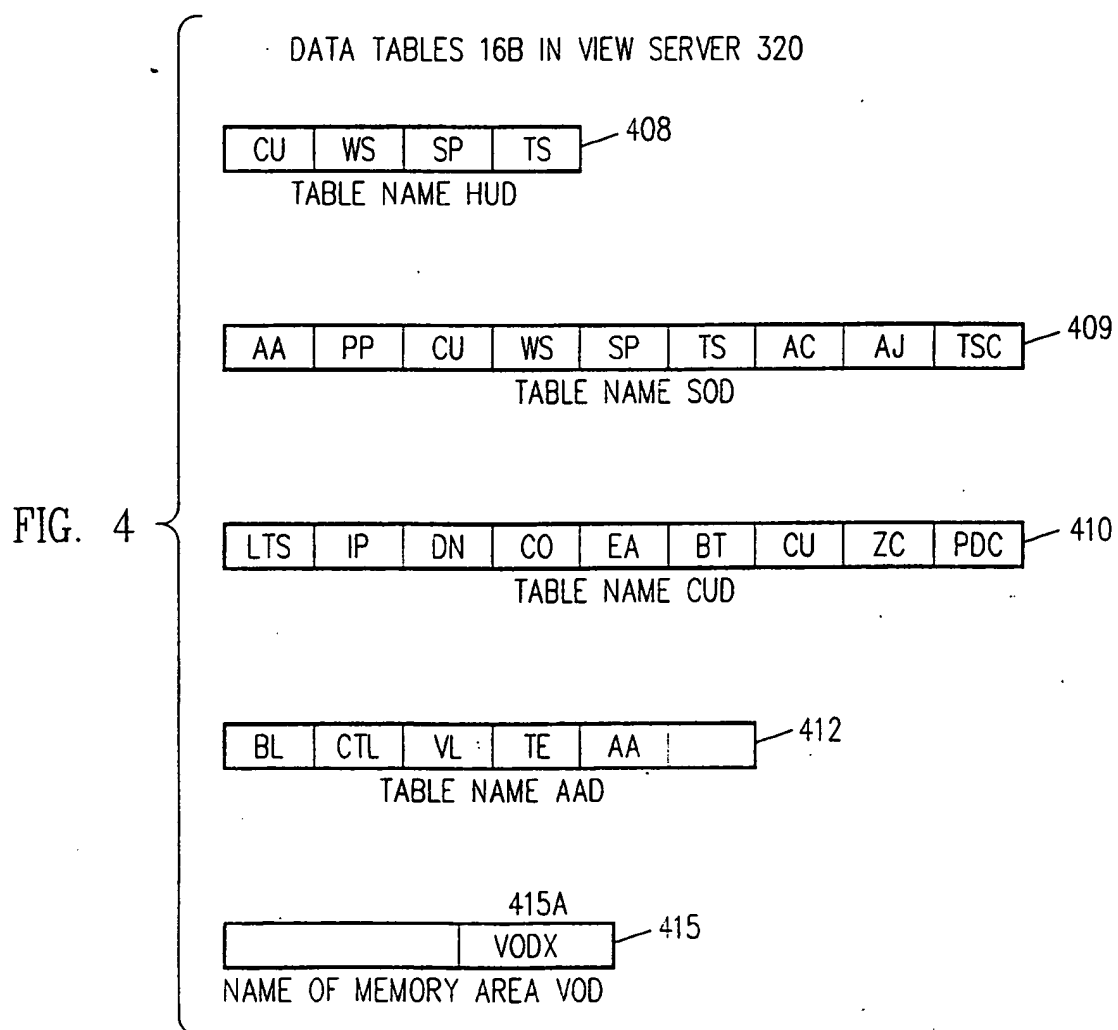 DATA TABLES 16B IN VIEW SERVER 320
CU WS SP TS 408
TABLE NAME HUD
AA PP CU WS SP TS AC AJ TSC 409
TABLE NAME SOD
FIG. 4
LTS IP DN CO EA BT CU ZC PDC 410
TABLE NAME CUD
BL CTL VL TE AA 412
TABLE NAME AAD
415A
VODX 415
NAME OF MEMORY AREA VOD